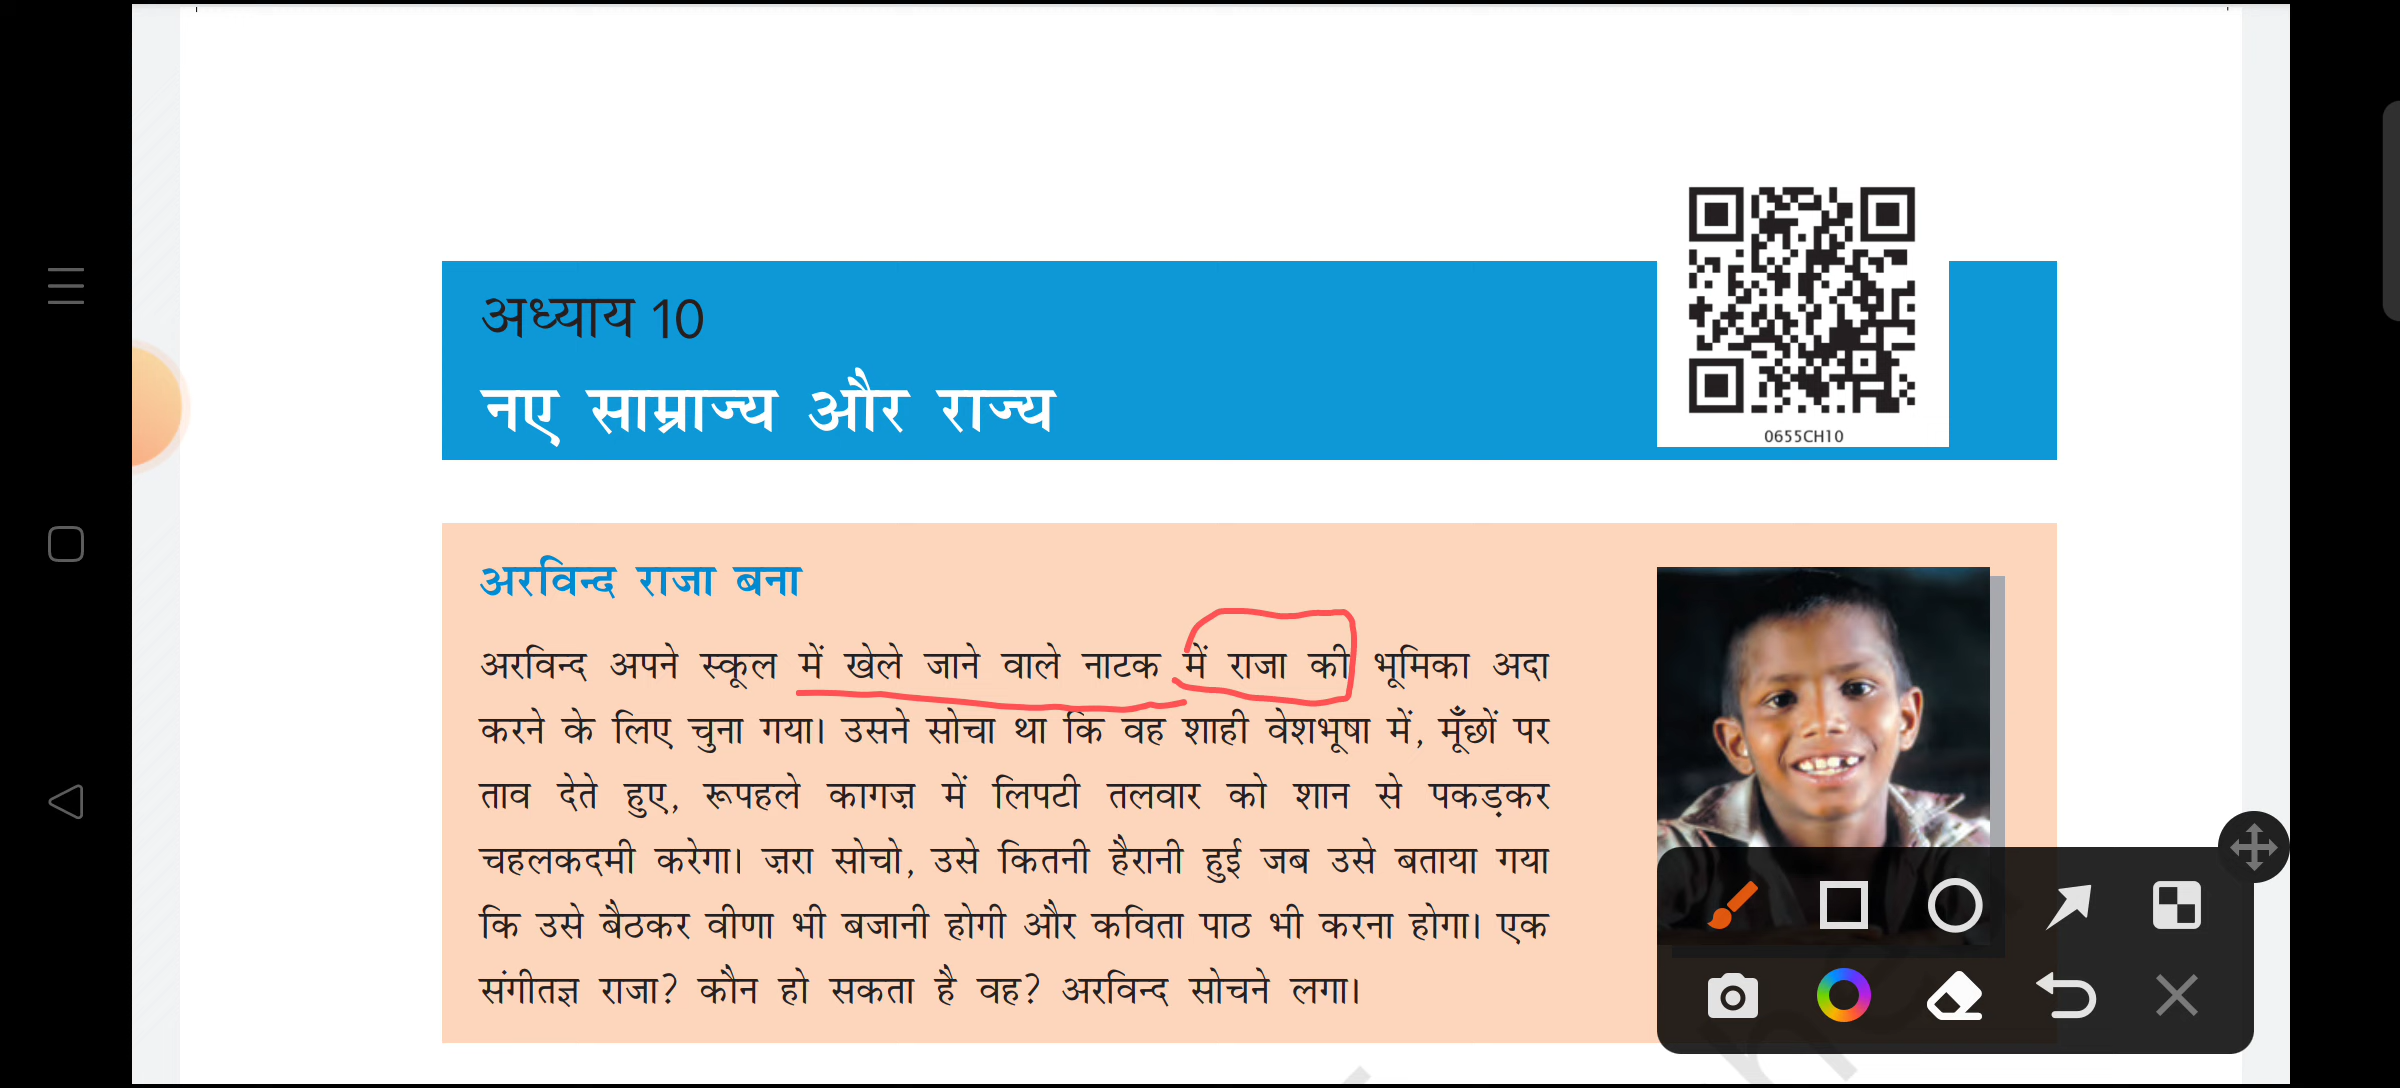 अध्याय 10
नए साम्राज्य और राज्य
0655CH10
अरविन्द राजा बना
अरविन्द अपने स्कूल में खेले जाने वाले नाटक में राजा की भूमिका अदा
करने के लिए चुना गया। उसने सोचा था कि वह शाही वेशभूषा में, मूँछों पर
ताव देते हुए, रूपहले कागज़ में लिपटी तलवार को शान से पकड़कर
चहलकदमी करेगा। ज़रा सोचो, उसे कितनी हैरानी हुई जब उसे बताया गया
कि उसे बैठकर वीणा भी बजानी होगी और कविता पाठ भी करना होगा। एक
संगीतज्ञ राजा? कौन हो सकता है वह? अरविन्द सोचने लगा।